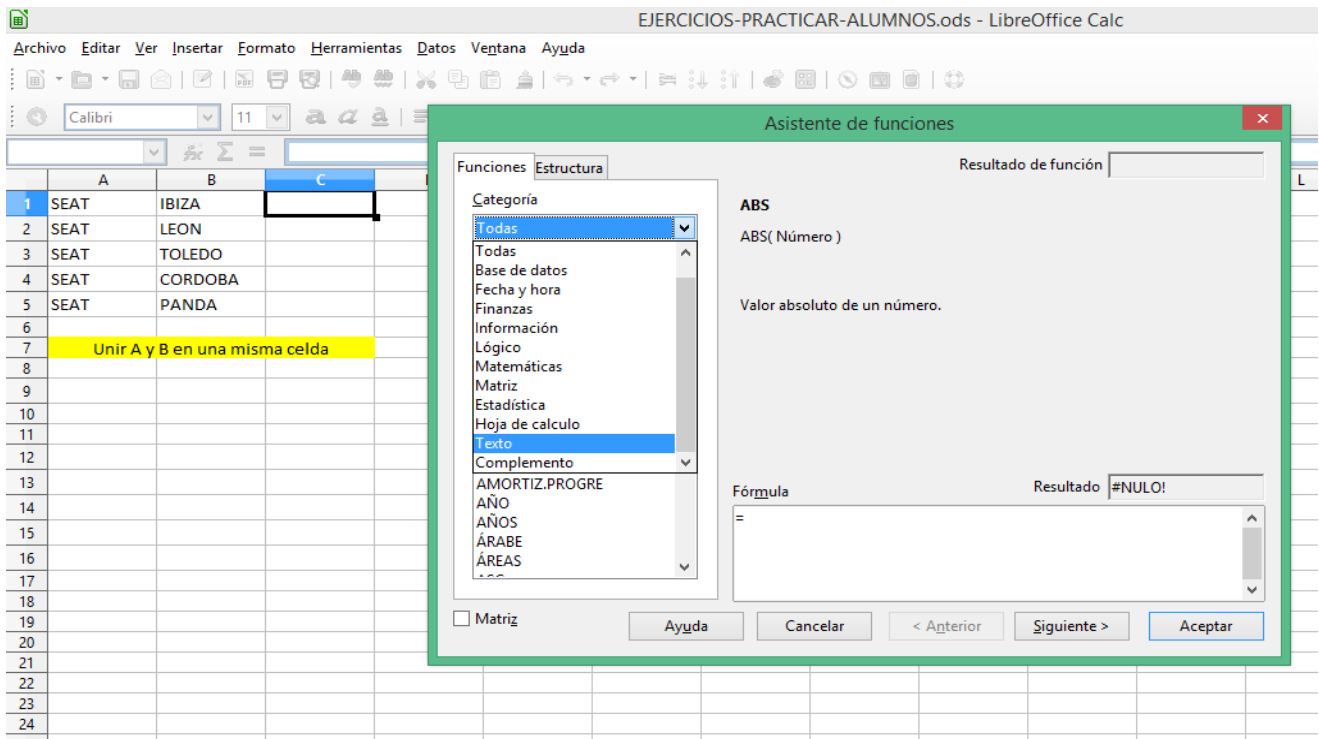 EJERCICIOS-PRACTICAR-ALUMNOS.ods - LibreOffice Calc
Archivo Editar Ver Insertar Formato Herramientas Datos Ventana Ayuda
Calibri 11 a a a
A B C L
1 SEAT IBIZA
2 SEAT LEON
3 SEAT TOLEDO
4 SEAT CORDOBA
5 SEAT PANDA
6
7 Unir A y B en una misma celda
8
9
10
11
12
13
14
15
16
17
18
19
20
21
22
23
24
Asistente de funciones
Funciones Estructura
Resultado de función
Categoría
Todas
Todas
Base de datos
Fecha y hora
Finanzas
Información
Lógico
Matemáticas
Matriz
Estadística
Hoja de calculo
Texto
Complemento
AMORTIZ.PROGRE
AÑO
AÑOS
ÁRABE
ÁREAS
ABS
ABS( Número )
Valor absoluto de un número.
Fórmula
Resultado #NULO!
=
Matriz
Ayuda Cancelar < Anterior Siguiente > Aceptar